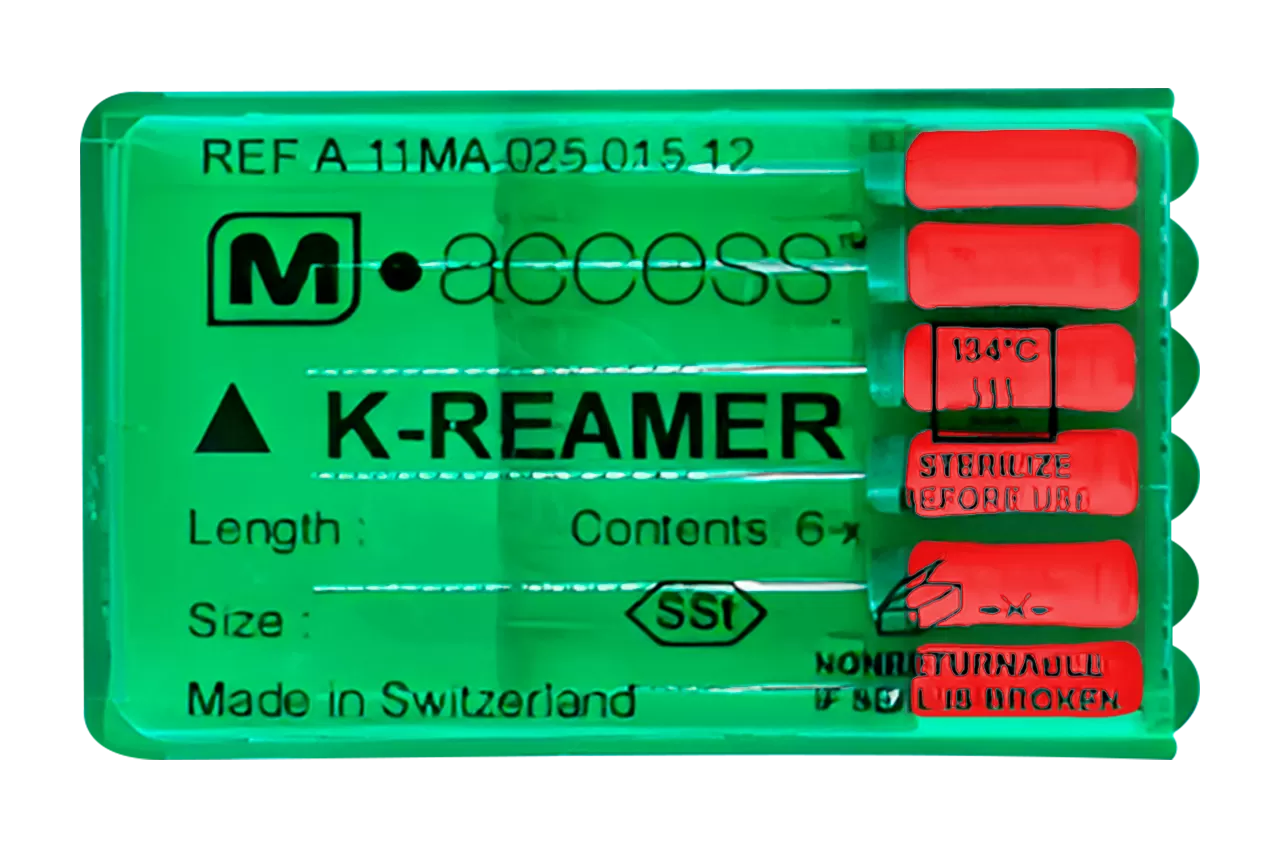 REF A 11MA 025 015 12
M•access™
134°C
K-REAMER
STERILIZE
BEFORE USE
Length :
Contents 6-x
Size :
SSt
NONRETURNABLE
IF SEAL IS BROKEN
Made in Switzerland